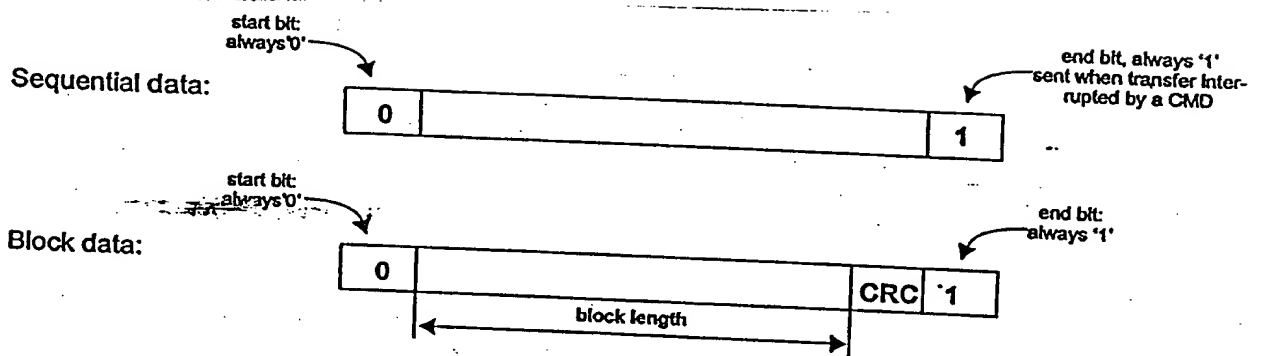 start bit:
always'0'
end bit, always '1'
sent when transfer inter-
rupted by a CMD
Sequential data:
0
1
start bit:
always'0'
end bit:
always '1'
Block data:
0
CRC
1
block length